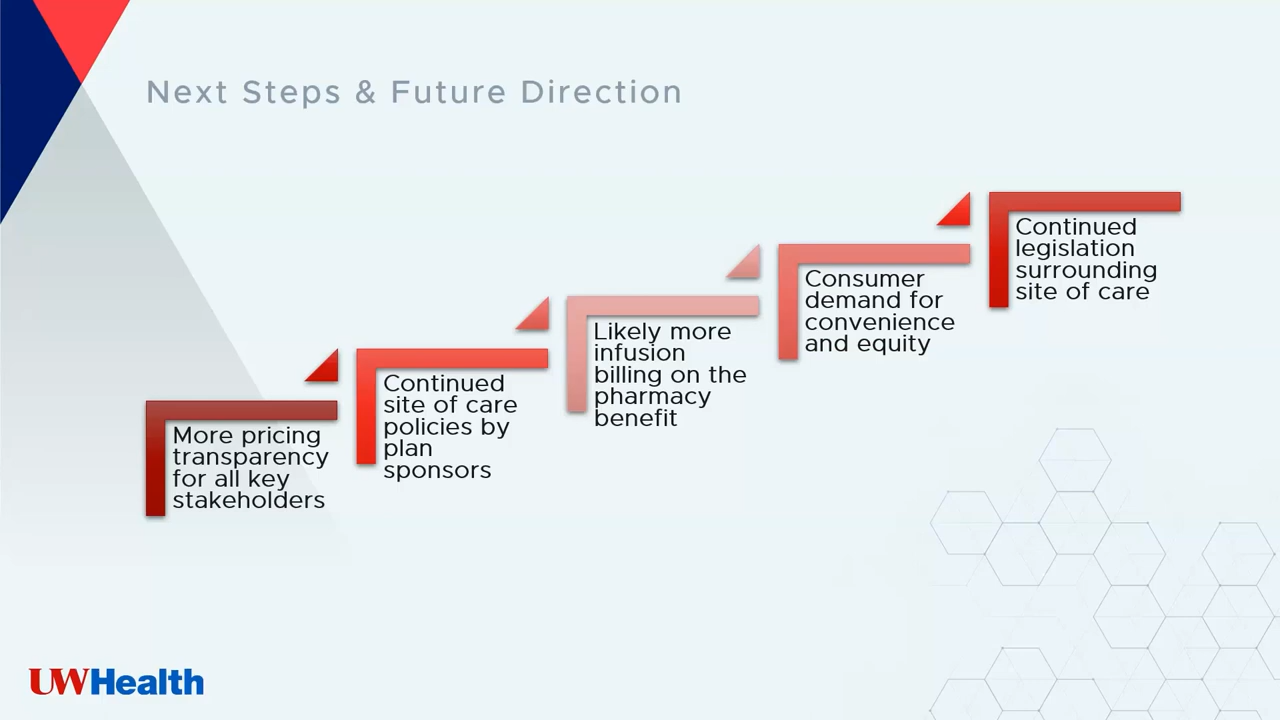 Next Steps & Future Direction
More pricing
transparency
for all key
stakeholders
Continued
site of care
policies by
plan
sponsors
Likely more
infusion
billing on the
pharmacy
benefit
Consumer
demand for
convenience
and equity
Continued
legislation
surrounding
site of care
UWHealth